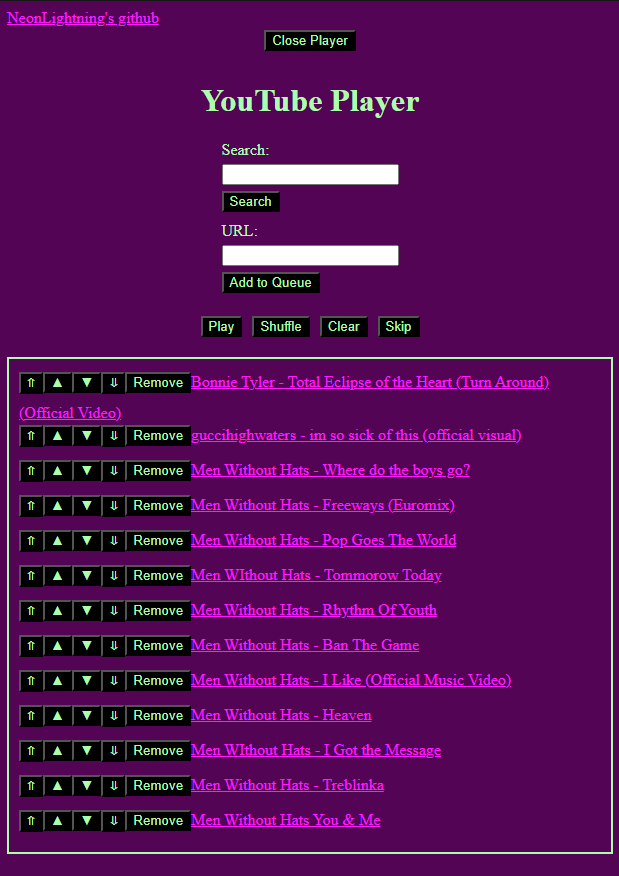 NeonLightning's github
Close Player
YouTube Player
Search:
Search
URL:
Add to Queue
Play Shuffle Clear Skip
⇑ ▲ ▼ ⇓ Remove Bonnie Tyler - Total Eclipse of the Heart (Turn Around)
(Official Video)
⇑ ▲ ▼ ⇓ Remove guccihighwaters - im so sick of this (official visual)
⇑ ▲ ▼ ⇓ Remove Men Without Hats - Where do the boys go?
⇑ ▲ ▼ ⇓ Remove Men Without Hats - Freeways (Euromix)
⇑ ▲ ▼ ⇓ Remove Men Without Hats - Pop Goes The World
⇑ ▲ ▼ ⇓ Remove Men WIthout Hats - Tommorow Today
⇑ ▲ ▼ ⇓ Remove Men Without Hats - Rhythm Of Youth
⇑ ▲ ▼ ⇓ Remove Men Without Hats - Ban The Game
⇑ ▲ ▼ ⇓ Remove Men Without Hats - I Like (Official Music Video)
⇑ ▲ ▼ ⇓ Remove Men Without Hats - Heaven
⇑ ▲ ▼ ⇓ Remove Men WIthout Hats - I Got the Message
⇑ ▲ ▼ ⇓ Remove Men Without Hats - Treblinka
⇑ ▲ ▼ ⇓ Remove Men Without Hats You & Me